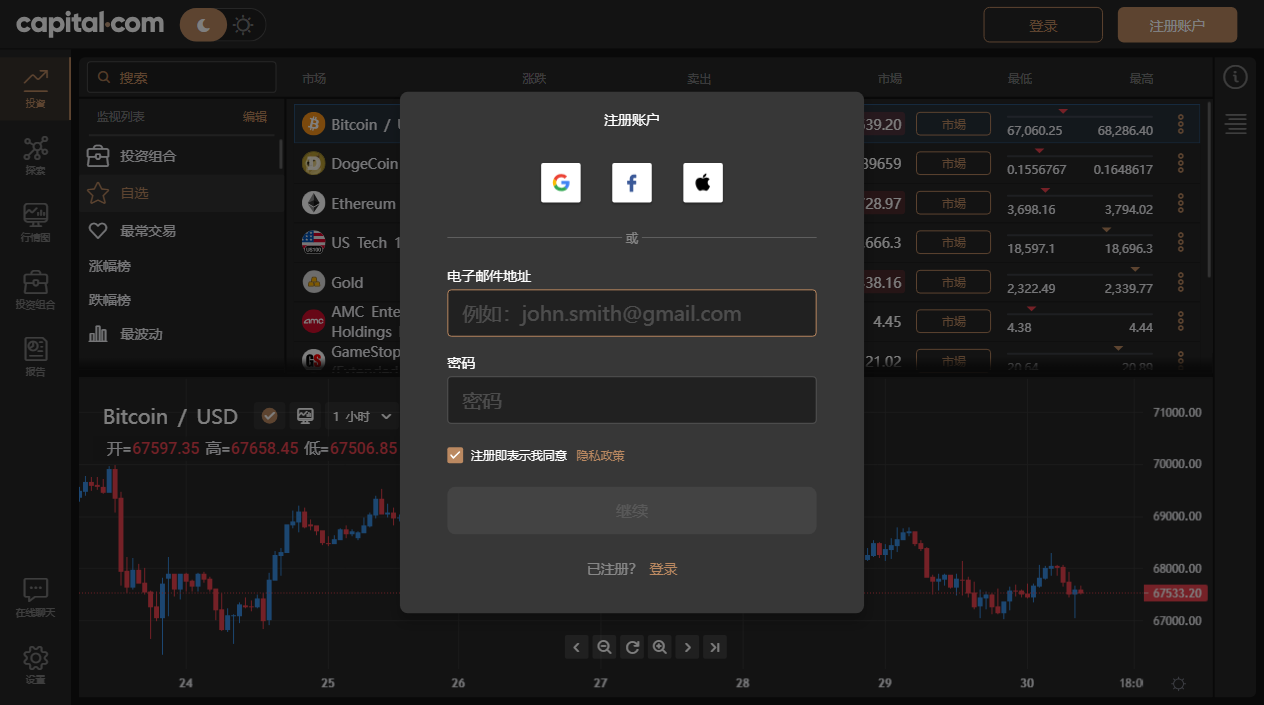 capital.com
登录
注册账户
投資
探索
行情图
投资组合
报告
在线聊天
设置
搜索
市场 涨跌 卖出 市場 最低 最高
监视列表 编辑
投资组合
自选
最常交易
涨幅榜
跌幅榜
最波动
Bitcoin / 539.20 市場 67,060.25 68,286.40
DogeCoin 39659 市場 0.1556767 0.1648617
Ethereum 728.97 市場 3,698.16 3,794.02
US Tech 1 666.3 市場 18,597.1 18,696.3
Gold 338.16 市場 2,322.49 2,339.77
AMC Ente
Holdings 4.45 市場 4.38 4.44
GameStop 21.02 市場 20.64 20.89
(Extended
注册账户
或
电子邮件地址
例如：john.smith@gmail.com
密码
密码
注册即表示我同意 隐私政策
继续
已注册？ 登录
Bitcoin / USD 1 小时
开=67597.35 高=67658.45 低=67506.85
71000.00
70000.00
69000.00
68000.00
67533.20
67000.00
24 25 26 27 28 29 30 18:0